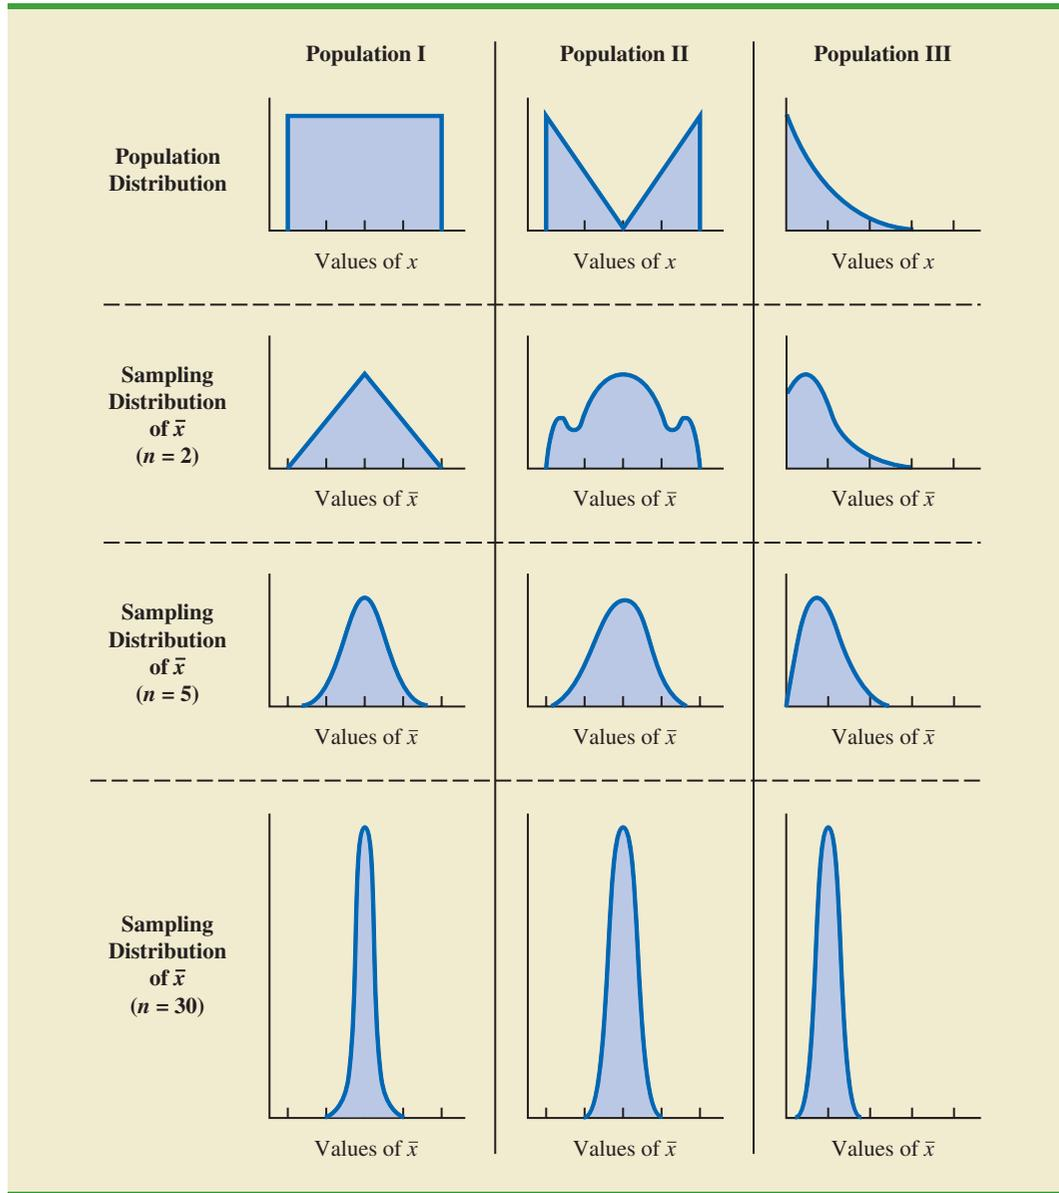 Population I
Population II
Population III
Population
Distribution
Values of x
Values of x
Values of x
Sampling
Distribution
of x̄
(n = 2)
Values of x̄
Values of x̄
Values of x̄
Sampling
Distribution
of x̄
(n = 5)
Values of x̄
Values of x̄
Values of x̄
Sampling
Distribution
of x̄
(n = 30)
Values of x̄
Values of x̄
Values of x̄